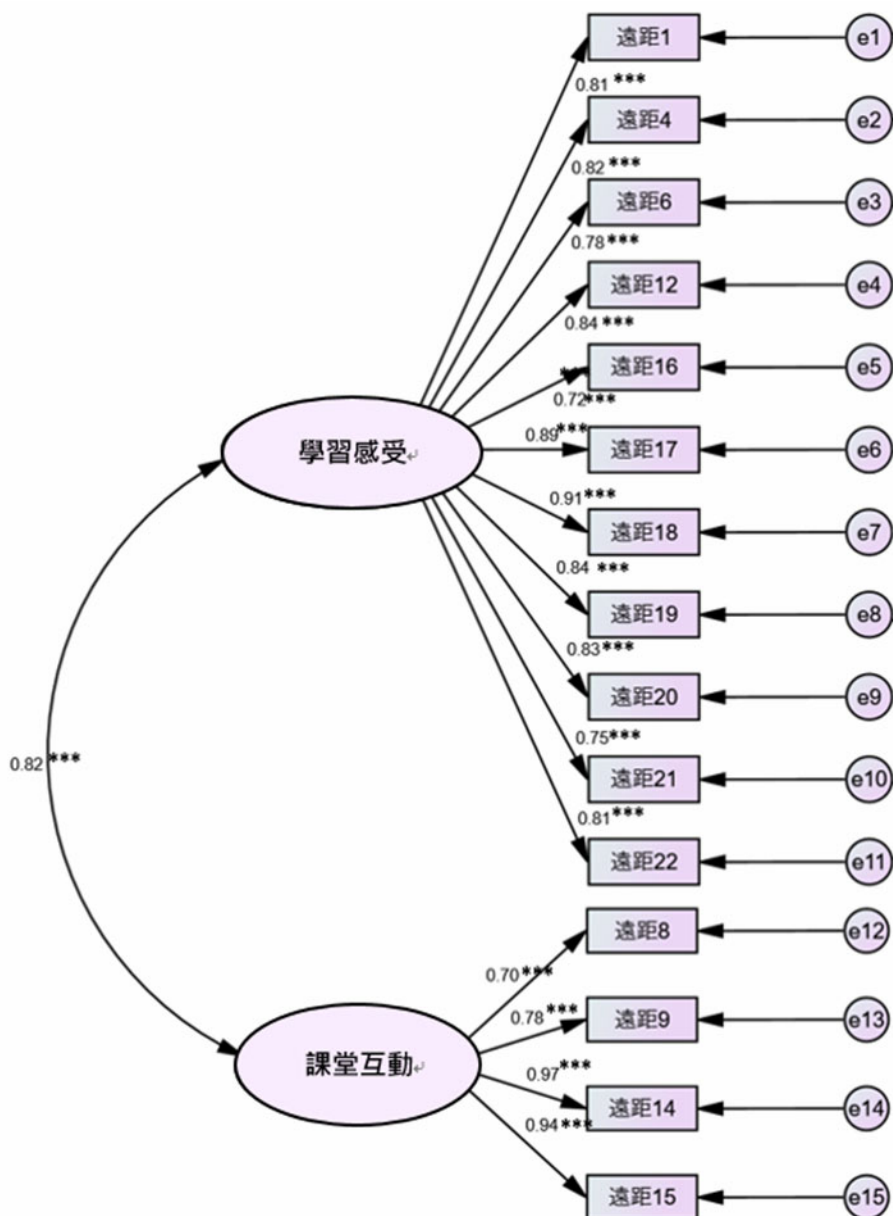 遠距1
e1
0.81 ***
遠距4
e2
0.82 ***
遠距6
e3
0.78 ***
遠距12
e4
0.84 ***
遠距16
e5
0.72 ***
0.89 ***
學習感受
遠距17
e6
0.91 ***
遠距18
e7
0.84 ***
遠距19
e8
0.83 ***
遠距20
e9
0.75 ***
0.82 ***
遠距21
e10
0.81 ***
遠距22
e11
遠距8
e12
0.70 ***
0.78 ***
遠距9
e13
課堂互動
0.97 ***
遠距14
e14
0.94 ***
遠距15
e15